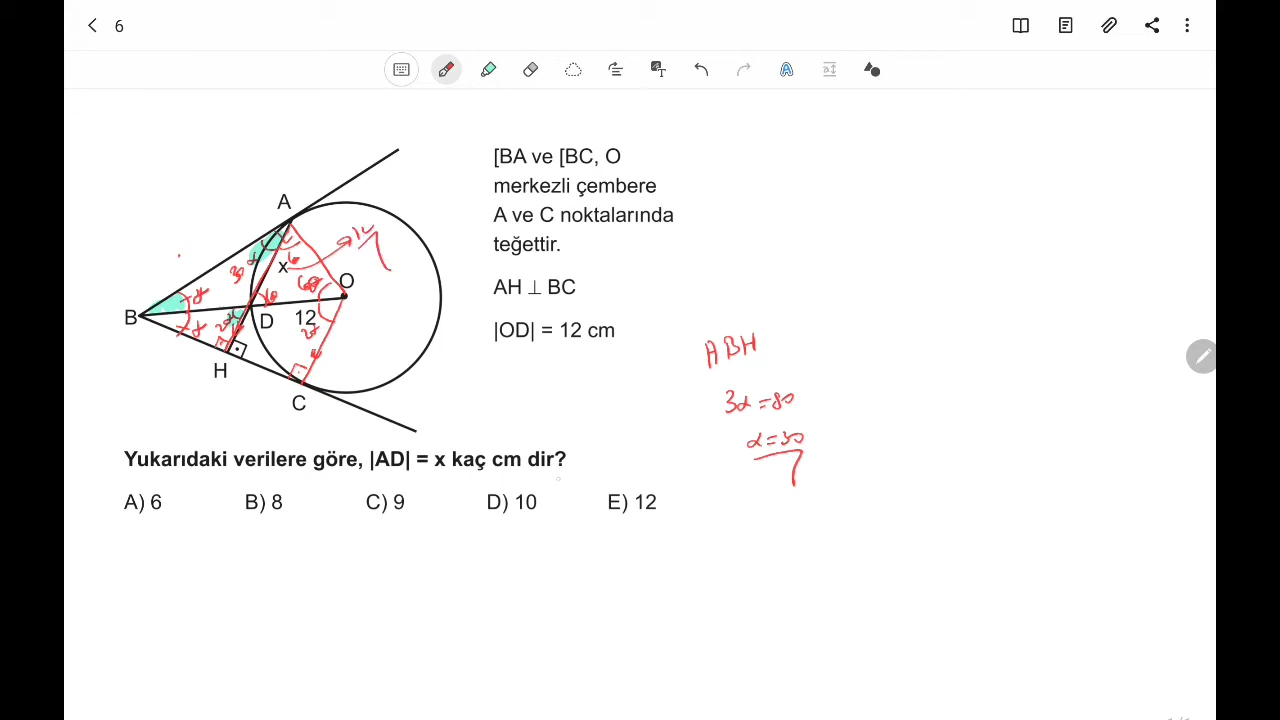 6
A
B
x
O
D
12
H
C
[BA ve [BC, O
merkezli çembere
A ve C noktalarında
teğettir.
AH ⊥ BC
|OD| = 12 cm
ABH
3α = 80
α = 30
Yukarıdaki verilere göre, |AD| = x kaç cm dir?
A) 6 B) 8 C) 9 D) 10 E) 12